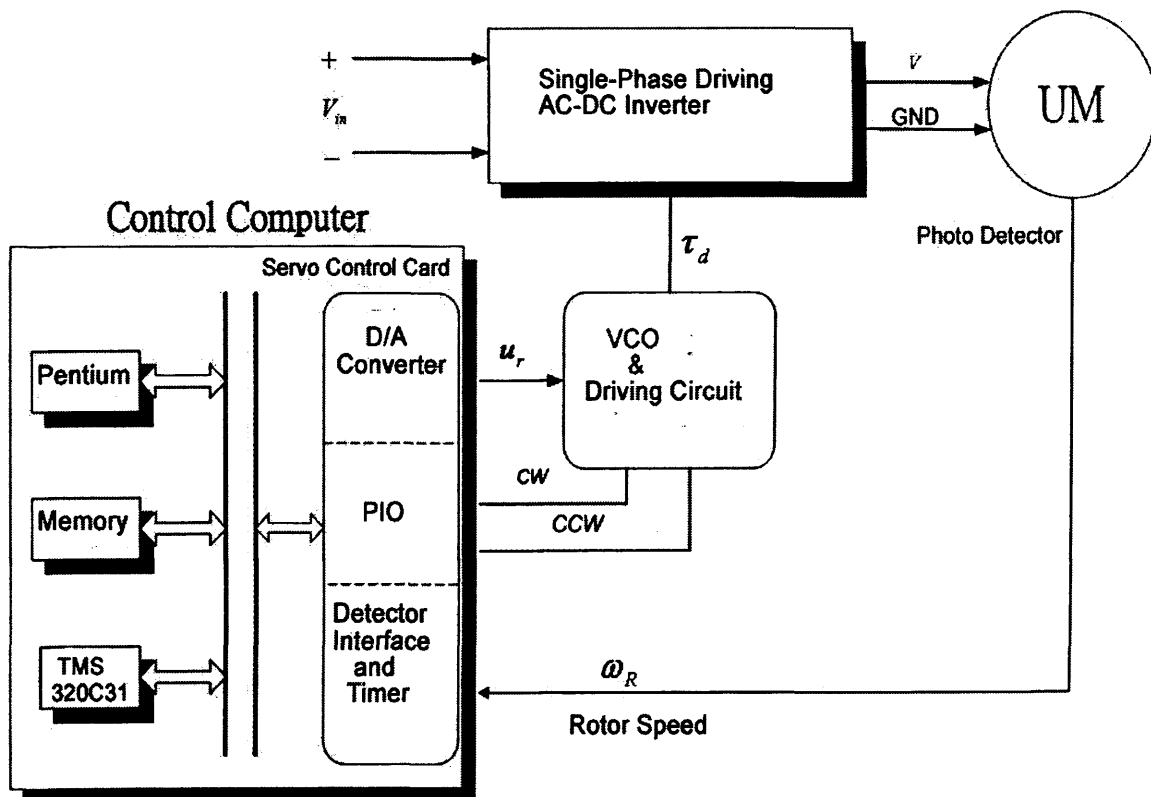 +
V_in
−
Single-Phase Driving
AC-DC Inverter
V
GND
UM
Photo Detector
τ_d
Control Computer
Servo Control Card
Pentium
Memory
TMS
320C31
D/A
Converter
PIO
Detector
Interface
and
Timer
u_r
VCO
&
Driving Circuit
CW
CCW
ω_R
Rotor Speed